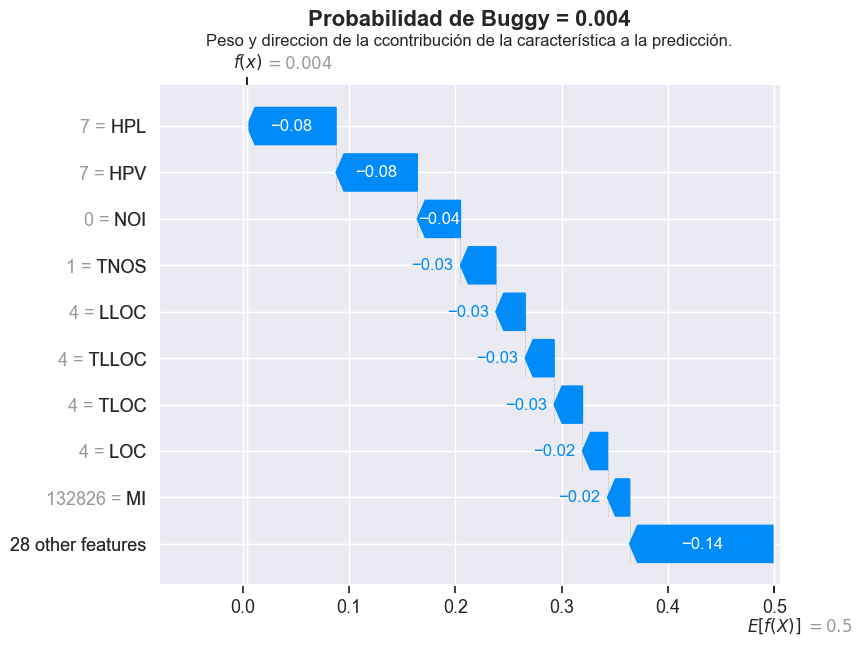 Probabilidad de Buggy = 0.004
Peso y direccion de la ccontribución de la característica a la predicción.
f(x) = 0.004
7 = HPL −0.08
7 = HPV −0.08
0 = NOI −0.04
1 = TNOS −0.03
4 = LLOC −0.03
4 = TLLOC −0.03
4 = TLOC −0.03
4 = LOC −0.02
132826 = MI −0.02
28 other features −0.14
0.0 0.1 0.2 0.3 0.4 0.5
E[f(X)] = 0.5